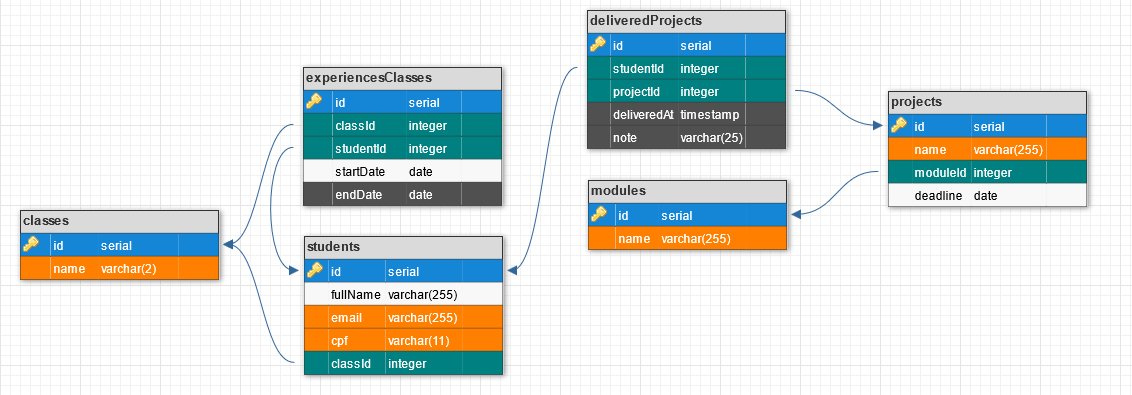 deliveredProjects
id serial
studentId integer
projectId integer
deliveredAt timestamp
note varchar(25)
experiencesClasses
id serial
classId integer
studentId integer
startDate date
endDate date
projects
id serial
name varchar(255)
moduleId integer
deadline date
modules
id serial
name varchar(255)
classes
id serial
name varchar(2)
students
id serial
fullName varchar(255)
email varchar(255)
cpf varchar(11)
classId integer